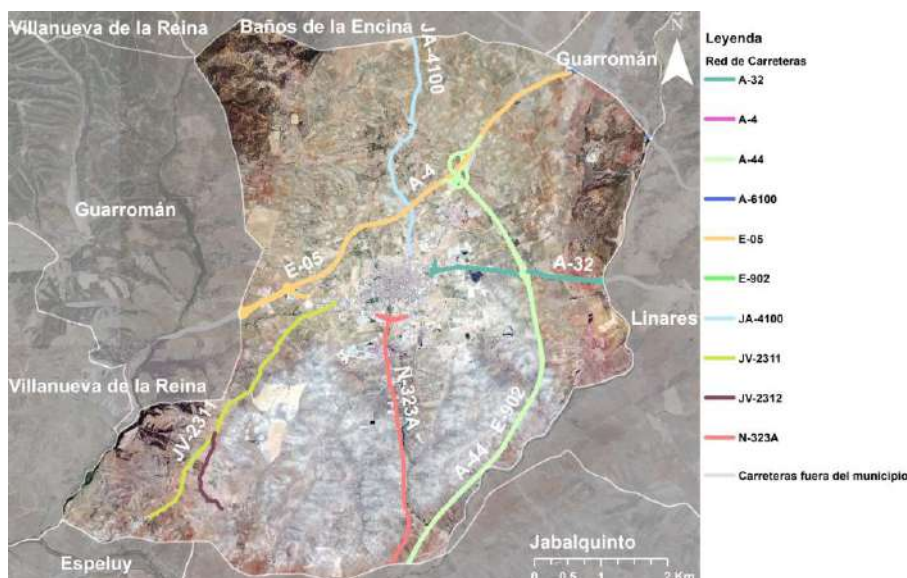 Villanueva de la Reina
Baños de la Encina
N
JA-4100
Guarromán
A-4
Guarromán
E-05
A-32
Linares
Villanueva de la Reina
JV-2311
N-323A
A-44
E-902
Espeluy
Jabalquinto
0 0.5 1 2 Km
Leyenda
Red de Carreteras
A-32
A-4
A-44
A-6100
E-05
E-902
JA-4100
JV-2311
JV-2312
N-323A
Carreteras fuera del municipio